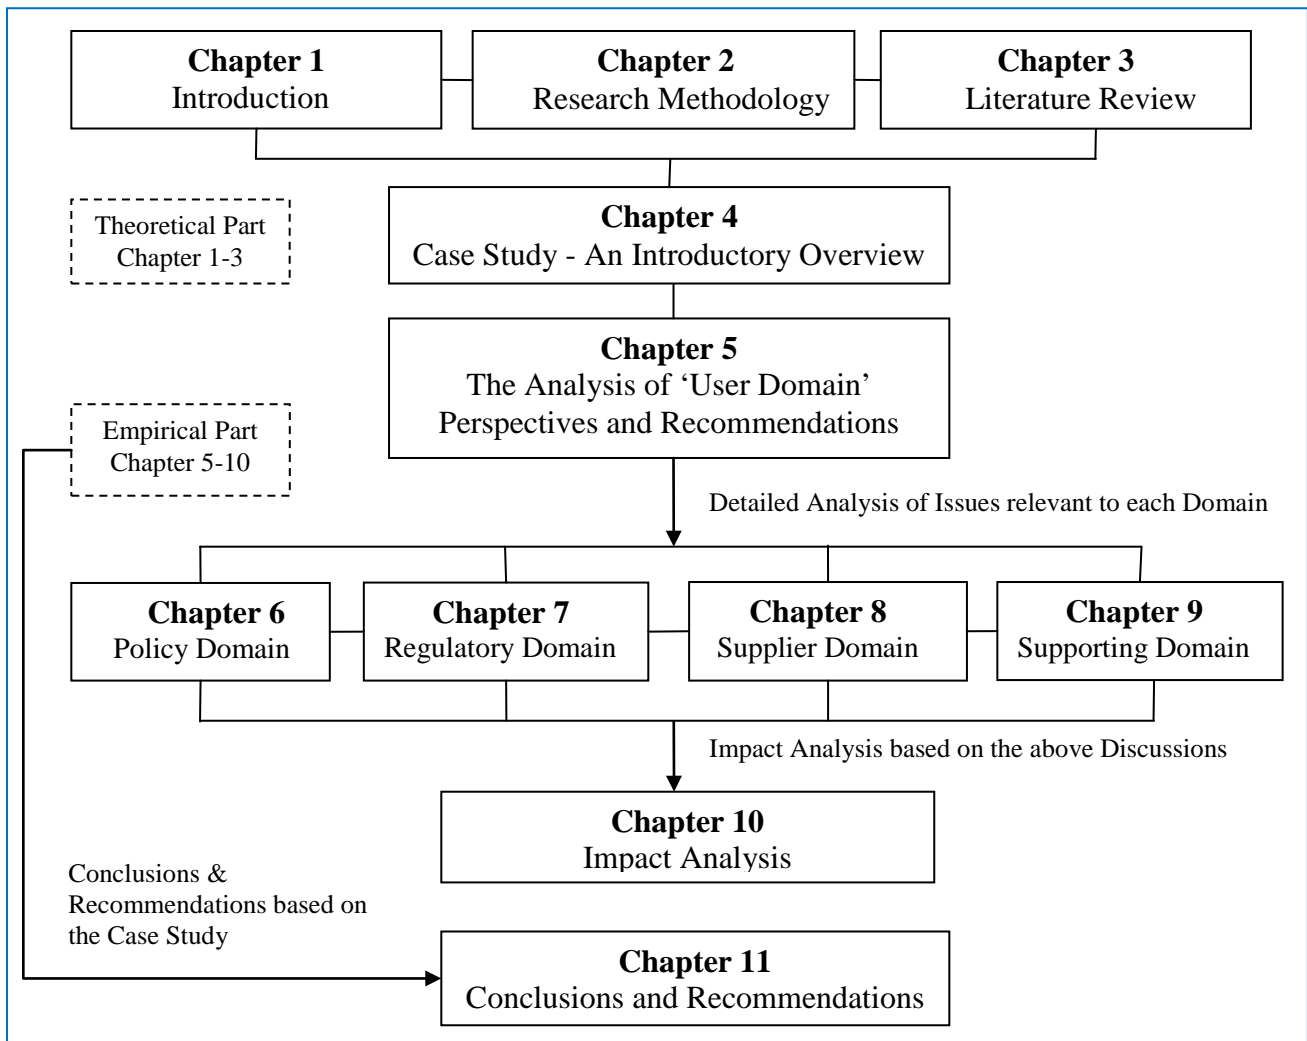 Chapter 1
Introduction
Chapter 2
Research Methodology
Chapter 3
Literature Review
Theoretical Part
Chapter 1-3
Chapter 4
Case Study - An Introductory Overview
Chapter 5
The Analysis of ‘User Domain’
Perspectives and Recommendations
Empirical Part
Chapter 5-10
Detailed Analysis of Issues relevant to each Domain
Chapter 6
Policy Domain
Chapter 7
Regulatory Domain
Chapter 8
Supplier Domain
Chapter 9
Supporting Domain
Impact Analysis based on the above Discussions
Chapter 10
Impact Analysis
Conclusions &
Recommendations based on
the Case Study
Chapter 11
Conclusions and Recommendations